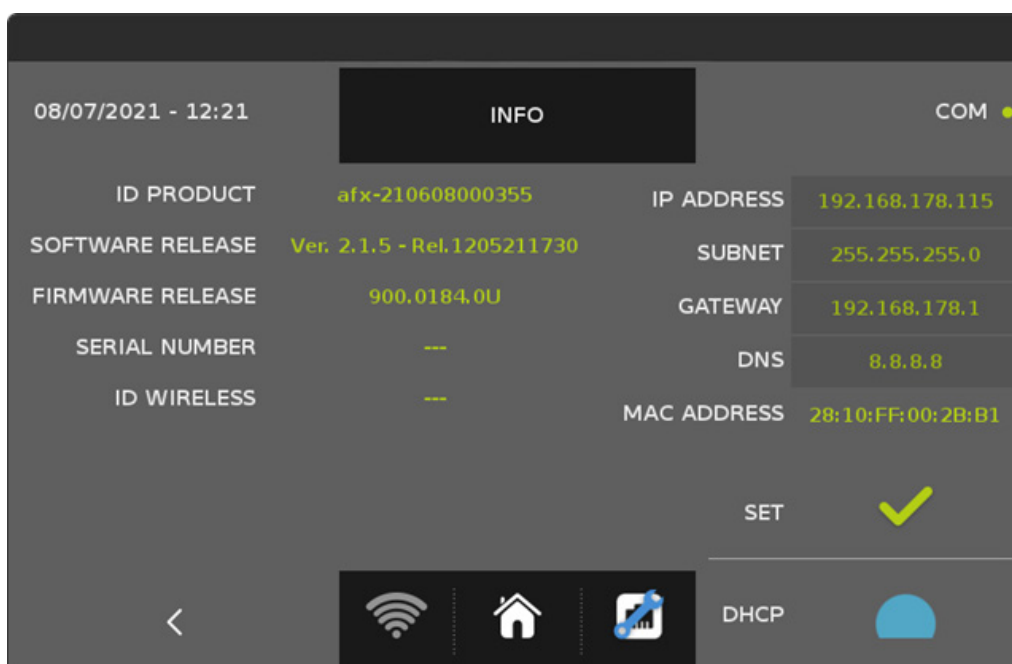 08/07/2021 - 12:21
INFO
COM
ID PRODUCT afx-210608000355
SOFTWARE RELEASE Ver. 2.1.5 - Rel.1205211730
FIRMWARE RELEASE 900.0184.0U
SERIAL NUMBER ---
ID WIRELESS ---
IP ADDRESS 192.168.178.115
SUBNET 255.255.255.0
GATEWAY 192.168.178.1
DNS 8.8.8.8
MAC ADDRESS 28:10:FF:00:2B:B1
SET
DHCP